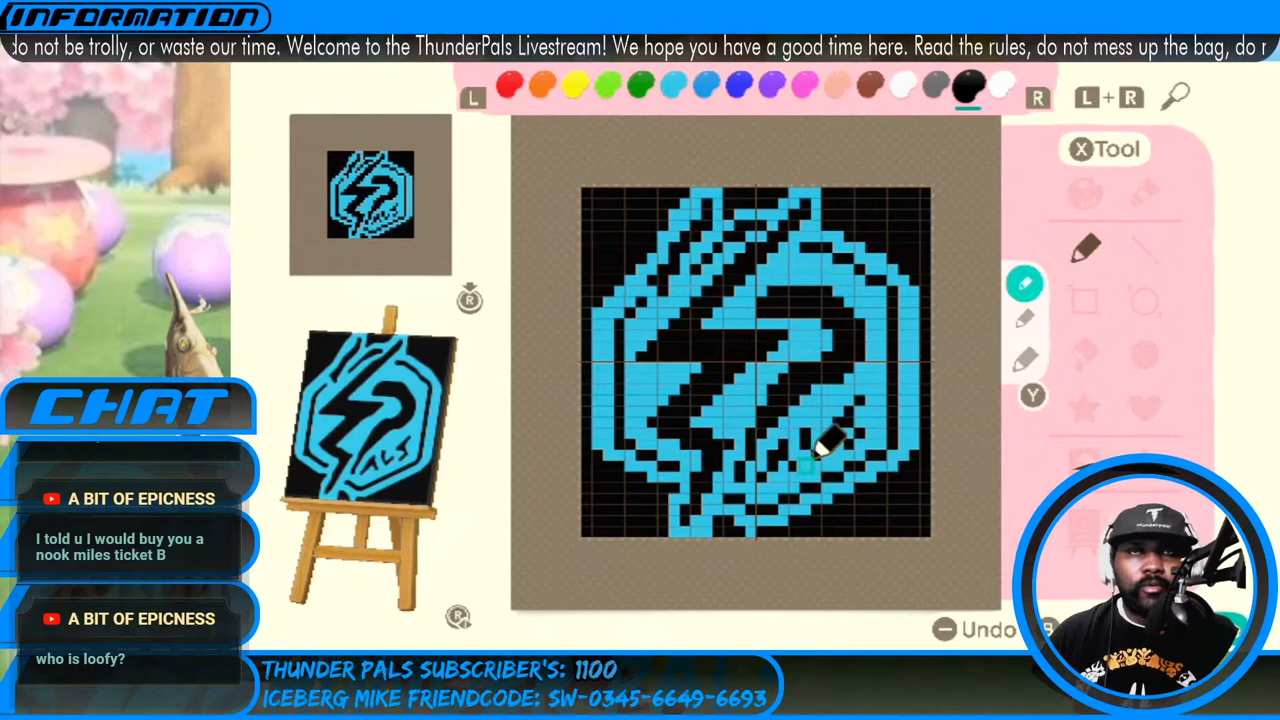 INFORMATION
do not be trolly, or waste our time. Welcome to the ThunderPals Livestream! We hope you have a good time here. Read the rules, do not mess up the bag, do
L
R
L + R
X Tool
R
Y
ALS
R
CHAT
A BIT OF EPICNESS
I told u I would buy you a
nook miles ticket B
A BIT OF EPICNESS
who is loofy?
Undo
Thunderpals
THUNDER PALS SUBSCRIBER'S: 1100
ICEBERG MIKE FRIENDCODE: SW-0345-6649-6693